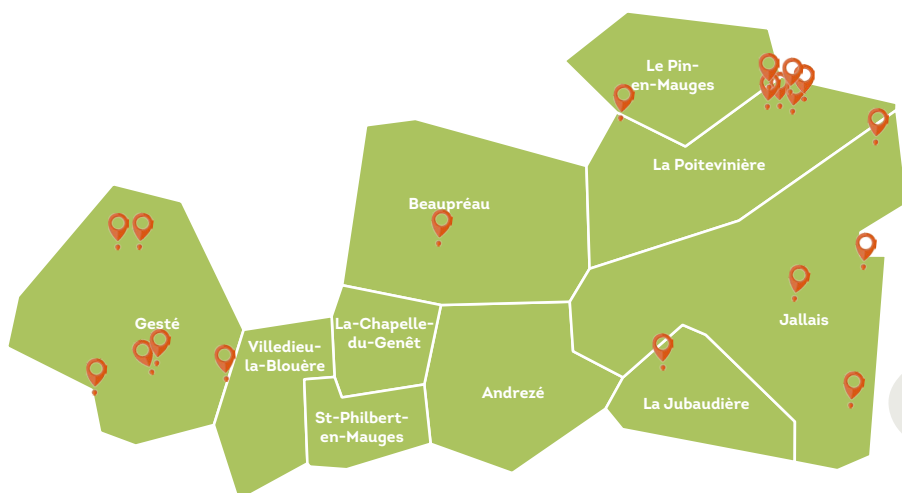 Le Pin-
en-Mauges
La Poitevinière
Beaupréau
Gesté
La-Chapelle-
du-Genêt
Villedieu-
la-Blouère
Jallais
Andrezé
La Jubaudière
St-Philbert-
en-Mauges